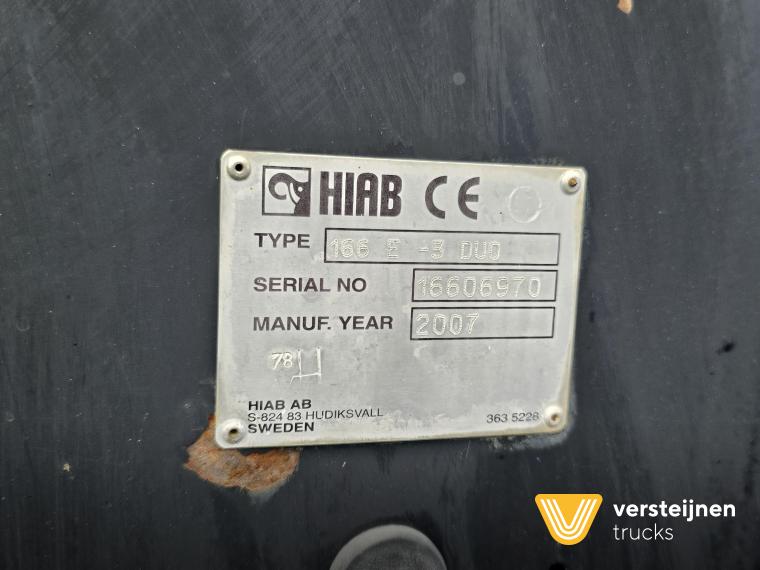 HIAB CE
TYPE 166 E -3 DUO
SERIAL NO 16606970
MANUF. YEAR 2007
78
HIAB AB
S-824 83 HUDIKSVALL
SWEDEN
363 5228
versteijnen
trucks